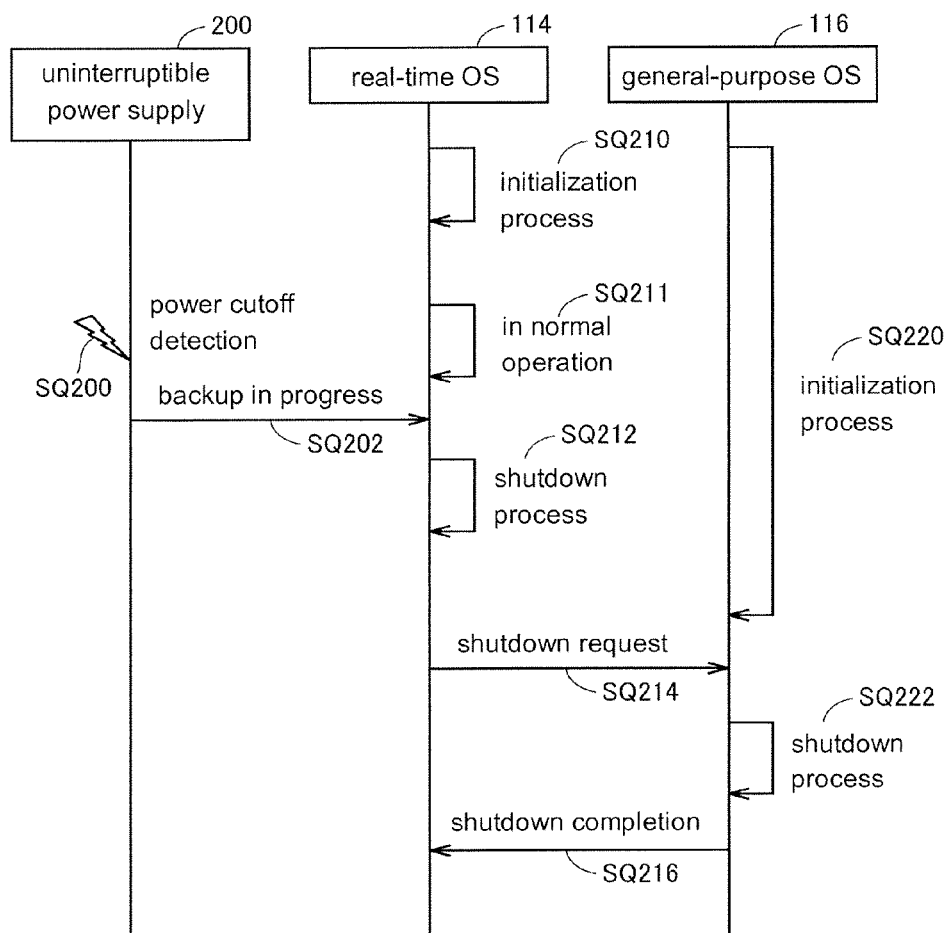 200
114
116
uninterruptible
power supply
real-time OS
general-purpose OS
SQ210
initialization
process
SQ211
in normal
operation
power cutoff
detection
SQ200
SQ220
initialization
process
backup in progress
SQ202
SQ212
shutdown
process
shutdown request
SQ214
SQ222
shutdown
process
shutdown completion
SQ216